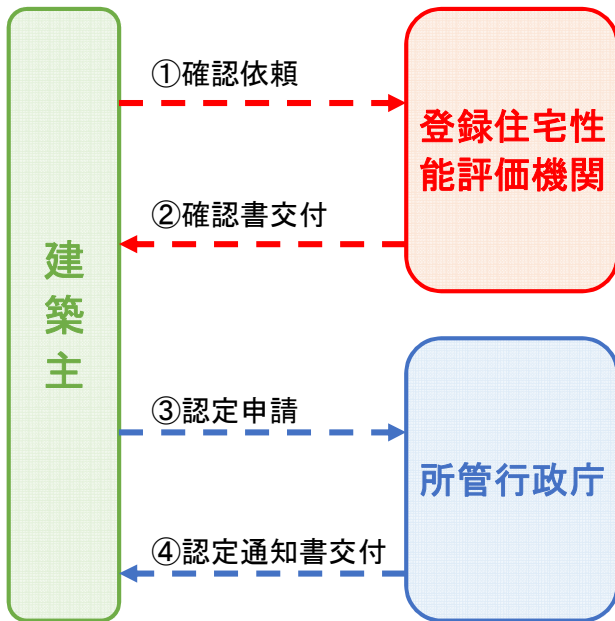 ①確認依頼
登録住宅性
能評価機関
②確認書交付
建
築
主
③認定申請
所管行政庁
④認定通知書交付